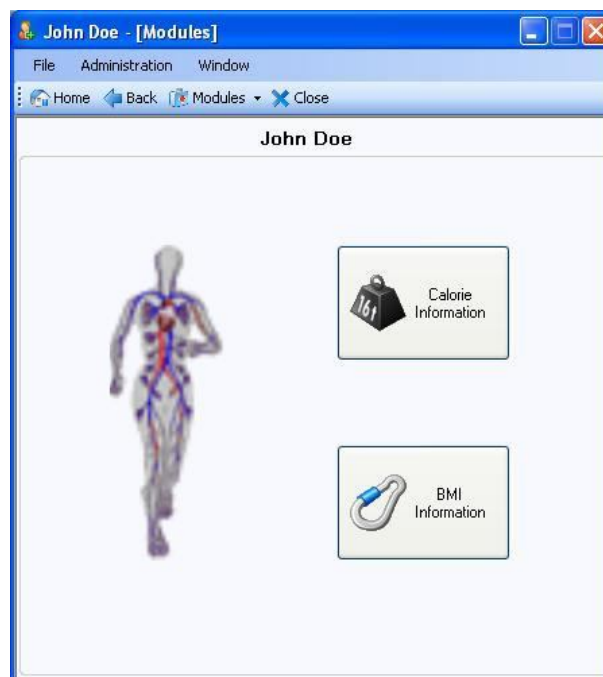 John Doe - [Modules]
File Administration Window
Home Back Modules Close
John Doe
16t
Calorie
Information
BMI
Information